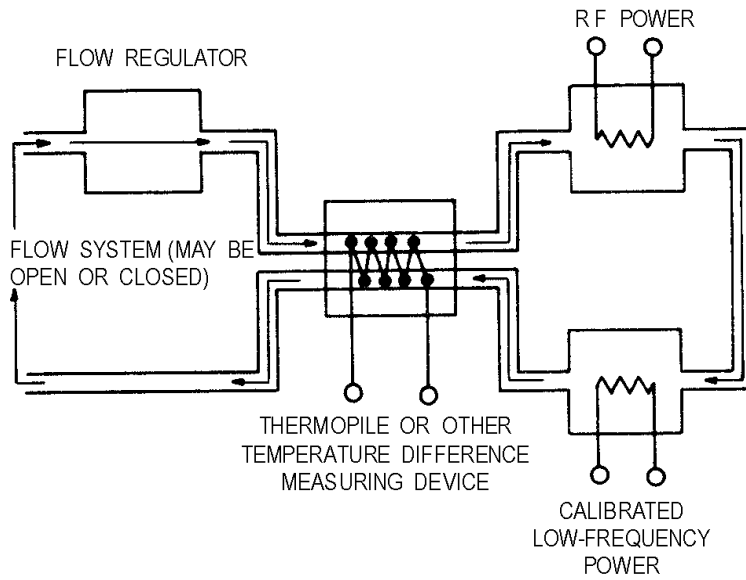 RF POWER
FLOW REGULATOR
FLOW SYSTEM (MAY BE
OPEN OR CLOSED)
THERMOPILE OR OTHER
TEMPERATURE DIFFERENCE
MEASURING DEVICE
CALIBRATED
LOW-FREQUENCY
POWER